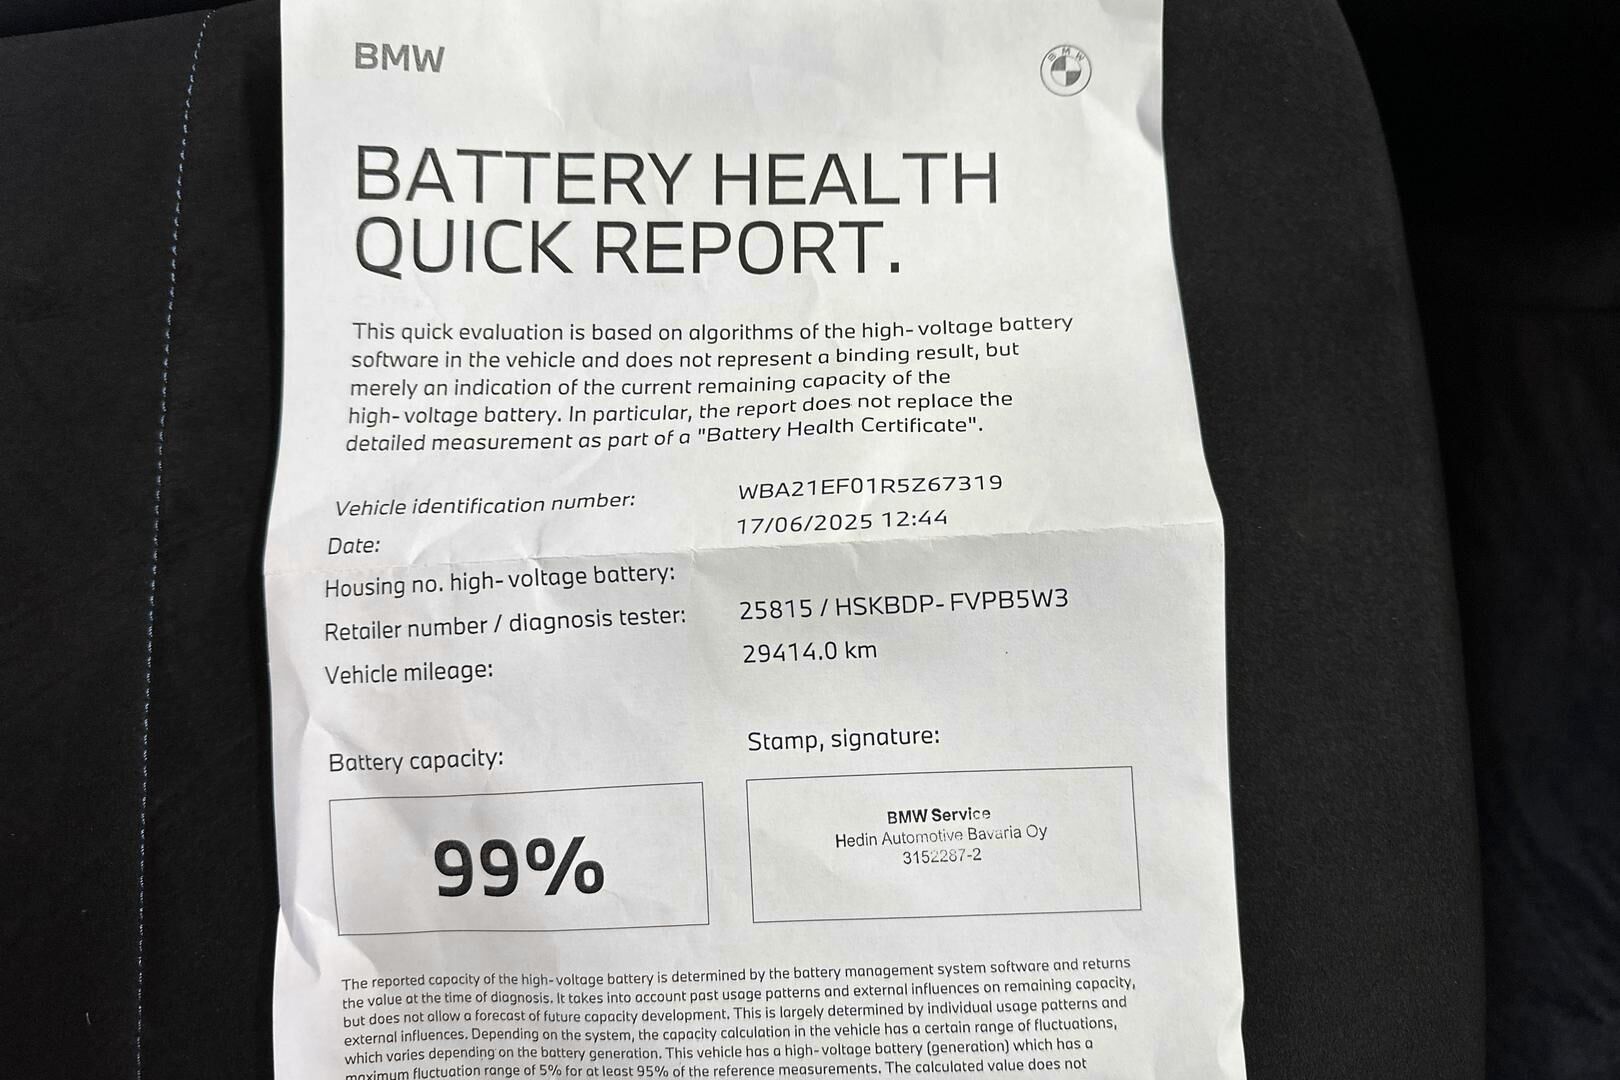 BMW
BMW
BATTERY HEALTH
QUICK REPORT.
This quick evaluation is based on algorithms of the high-voltage battery
software in the vehicle and does not represent a binding result, but
merely an indication of the current remaining capacity of the
high-voltage battery. In particular, the report does not replace the
detailed measurement as part of a "Battery Health Certificate".
Vehicle identification number: WBA21EF01R5Z67319
Date: 17/06/2025 12:44
Housing no. high-voltage battery:
Retailer number / diagnosis tester: 25815 / HSKBDP-FVPB5W3
Vehicle mileage: 29414.0 km
Battery capacity:
99%
Stamp, signature:
BMW Service
Hedin Automotive Bavaria Oy
3152287-2
The reported capacity of the high-voltage battery is determined by the battery management system software and returns
the value at the time of diagnosis. It takes into account past usage patterns and external influences on remaining capacity,
but does not allow a forecast of future capacity development. This is largely determined by individual usage patterns and
external influences. Depending on the system, the capacity calculation in the vehicle has a certain range of fluctuations,
which varies depending on the battery generation. This vehicle has a high-voltage battery (generation) which has a
maximum fluctuation range of 5% for at least 95% of the reference measurements. The calculated value does not